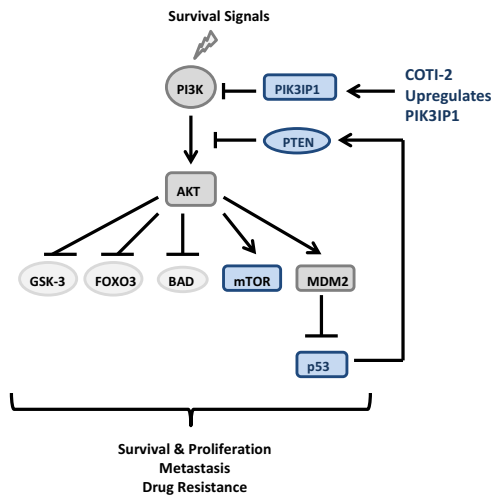 Survival Signals
PI3K
PIK3IP1
COTI-2
Upregulates
PIK3IP1
PTEN
AKT
GSK-3
FOXO3
BAD
mTOR
MDM2
p53
Survival & Proliferation
Metastasis
Drug Resistance